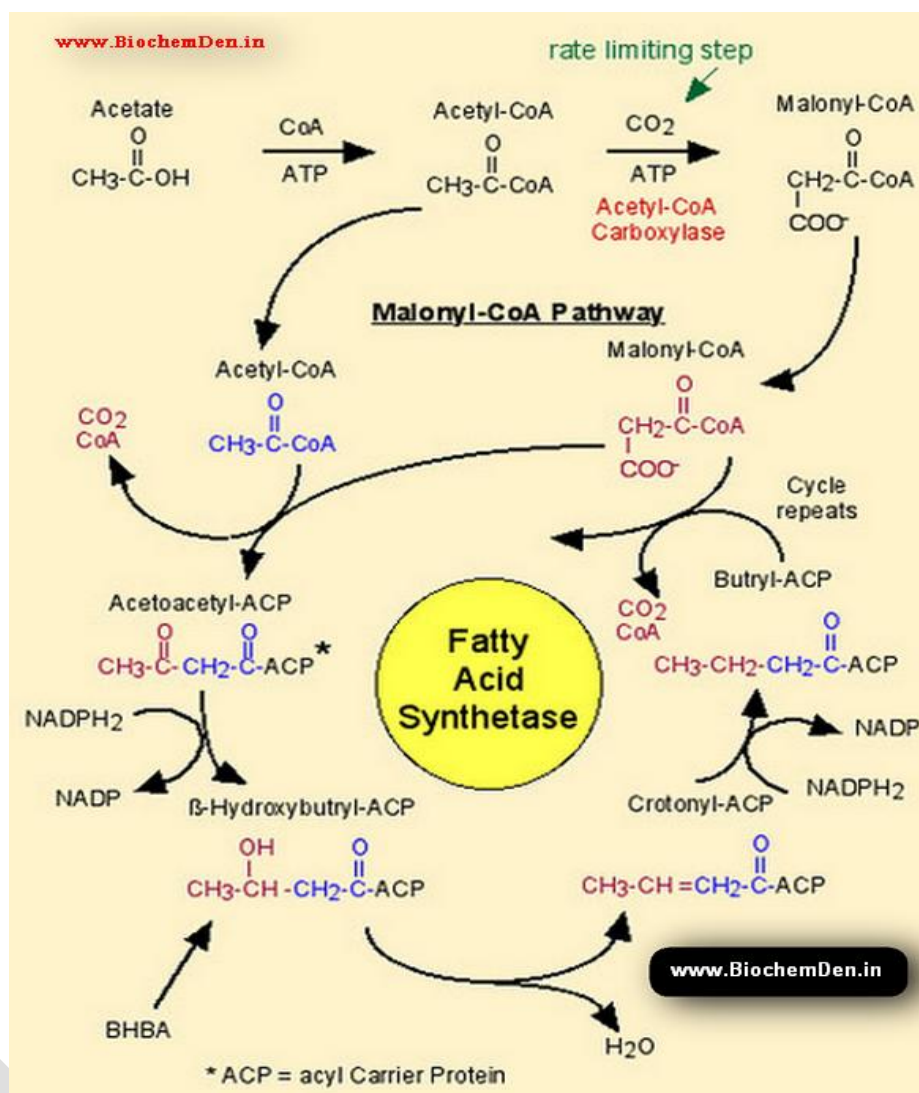 www.BiochemDen.in
rate limiting step
Acetate
O
CH3-C-OH
CoA
ATP
Acetyl-CoA
O
CH3-C-CoA
CO2
ATP
Acetyl-CoA
Carboxylase
Malonyl-CoA
O
CH2-C-CoA
COO-
Malonyl-CoA Pathway
Acetyl-CoA
O
CH3-C-CoA
CO2
CoA
Malonyl-CoA
O
CH2-C-CoA
COO-
Cycle
repeats
Butryl-ACP
CO2
CoA
O
CH3-CH2-CH2-C-ACP
Acetoacetyl-ACP
O O
CH3-C-CH2-C-ACP*
Fatty
Acid
Synthetase
NADPH2
NADP
NADP
NADPH2
ß-Hydroxybutryl-ACP
OH O
CH3-CH-CH2-C-ACP
Crotonyl-ACP
O
CH3-CH=CH2-C-ACP
www.BiochemDen.in
BHBA
H2O
* ACP = acyl Carrier Protein